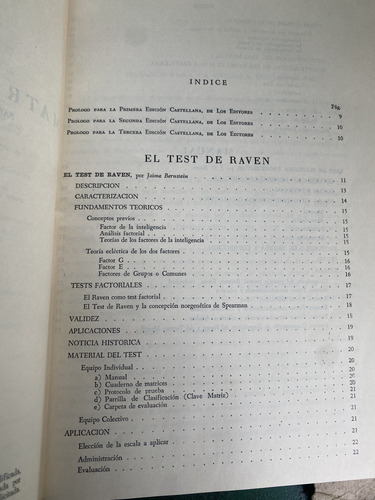 INDICE
Pág.
PROLOGO PARA LA PRIMERA EDICIÓN CASTELLANA, DE LOS EDITORES 9
PROLOGO PARA LA SEGUNDA EDICIÓN CASTELLANA, DE LOS EDITORES 10
PROLOGO PARA LA TERCERA EDICIÓN CASTELLANA, DE LOS EDITORES 10
EL TEST DE RAVEN
EL TEST DE RAVEN, por Jaime Bernstein 11
DESCRIPCION 13
CARACTERIZACION 14
FUNDAMENTOS TEORICOS 15
Conceptos previos 15
Factor de la inteligencia 15
Análisis factorial 15
Teorías de los factores de la inteligencia 15
Teoría ecléctica de los dos factores 15
Factor G 16
Factor E 16
Factores de Grupos o Comunes 16
TESTS FACTORIALES 17
El Raven como test factorial 17
El Test de Raven y la concepción norgenética de Spearman 18
VALIDEZ 18
APLICACIONES 19
NOTICIA HISTORICA 19
MATERIAL DEL TEST 20
Equipo Individual 20
a) Manual 20
b) Cuaderno de matrices 20
c) Protocolo de prueba 21
d) Parrilla de Clasificación (Clave Matriz) 21
e) Carpeta de evaluación 21
Equipo Colectivo 21
APLICACION 21
Elección de la escala a aplicar 22
Administración 22
Evaluación 22